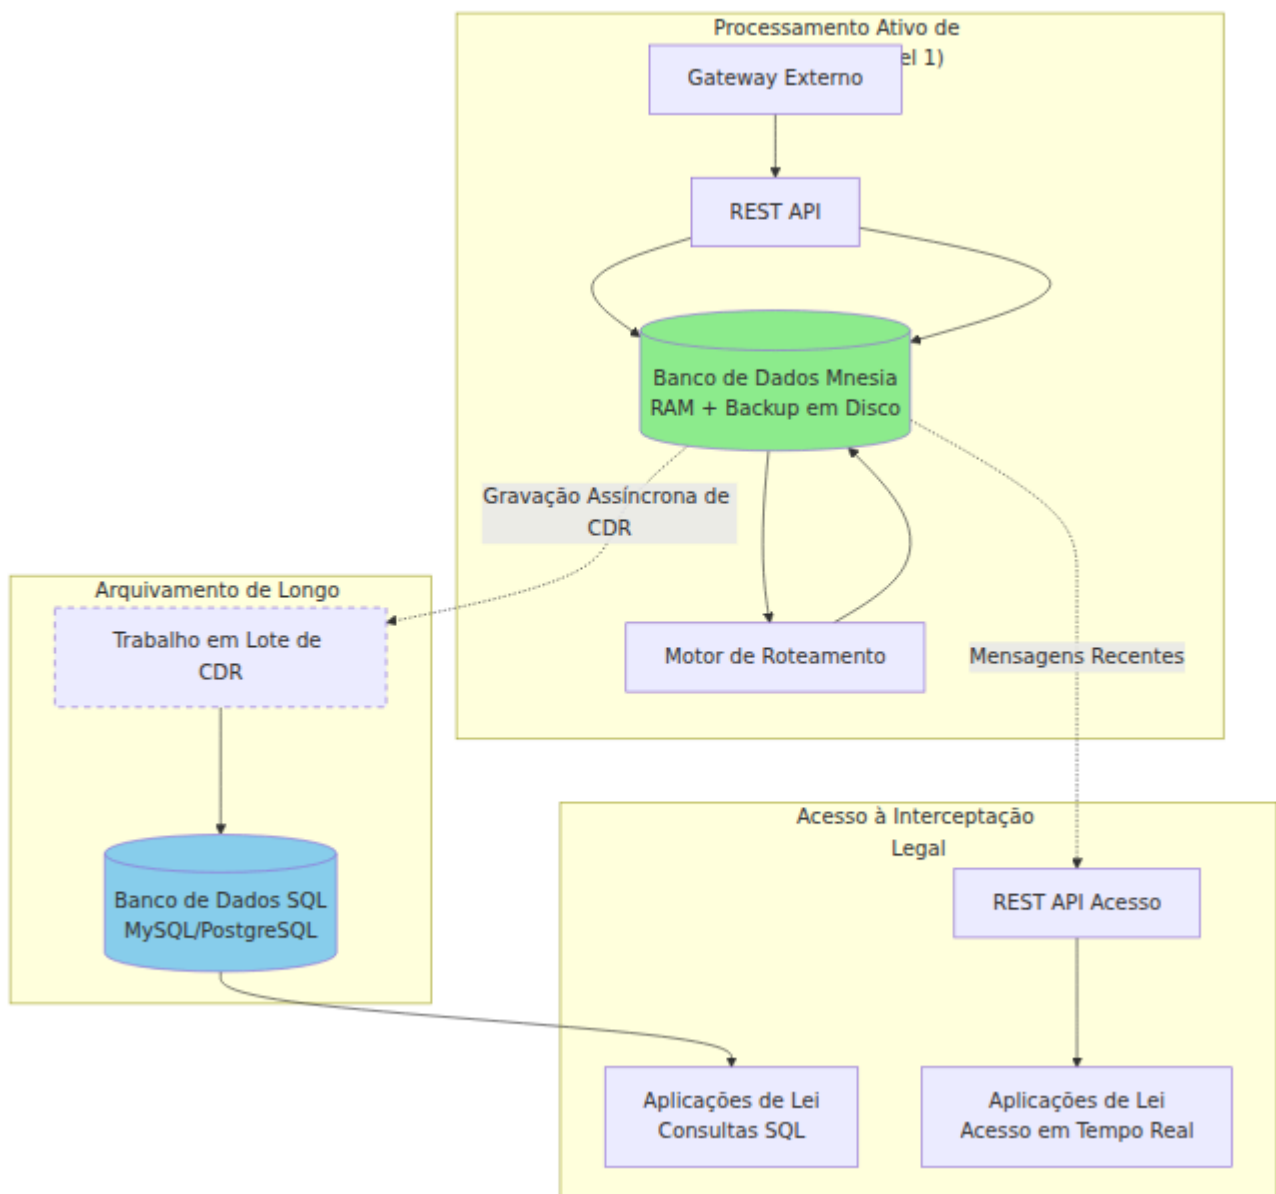 Processamento Ativo de
el 1)
Gateway Externo
REST API
Banco de Dados Mnesia
RAM + Backup em Disco
Gravação Assíncrona de
CDR
Arquivamento de Longo
Trabalho em Lote de
CDR
Motor de Roteamento
Mensagens Recentes
Acesso à Interceptação
Legal
Banco de Dados SQL
MySQL/PostgreSQL
REST API Acesso
Aplicações de Lei
Consultas SQL
Aplicações de Lei
Acesso em Tempo Real